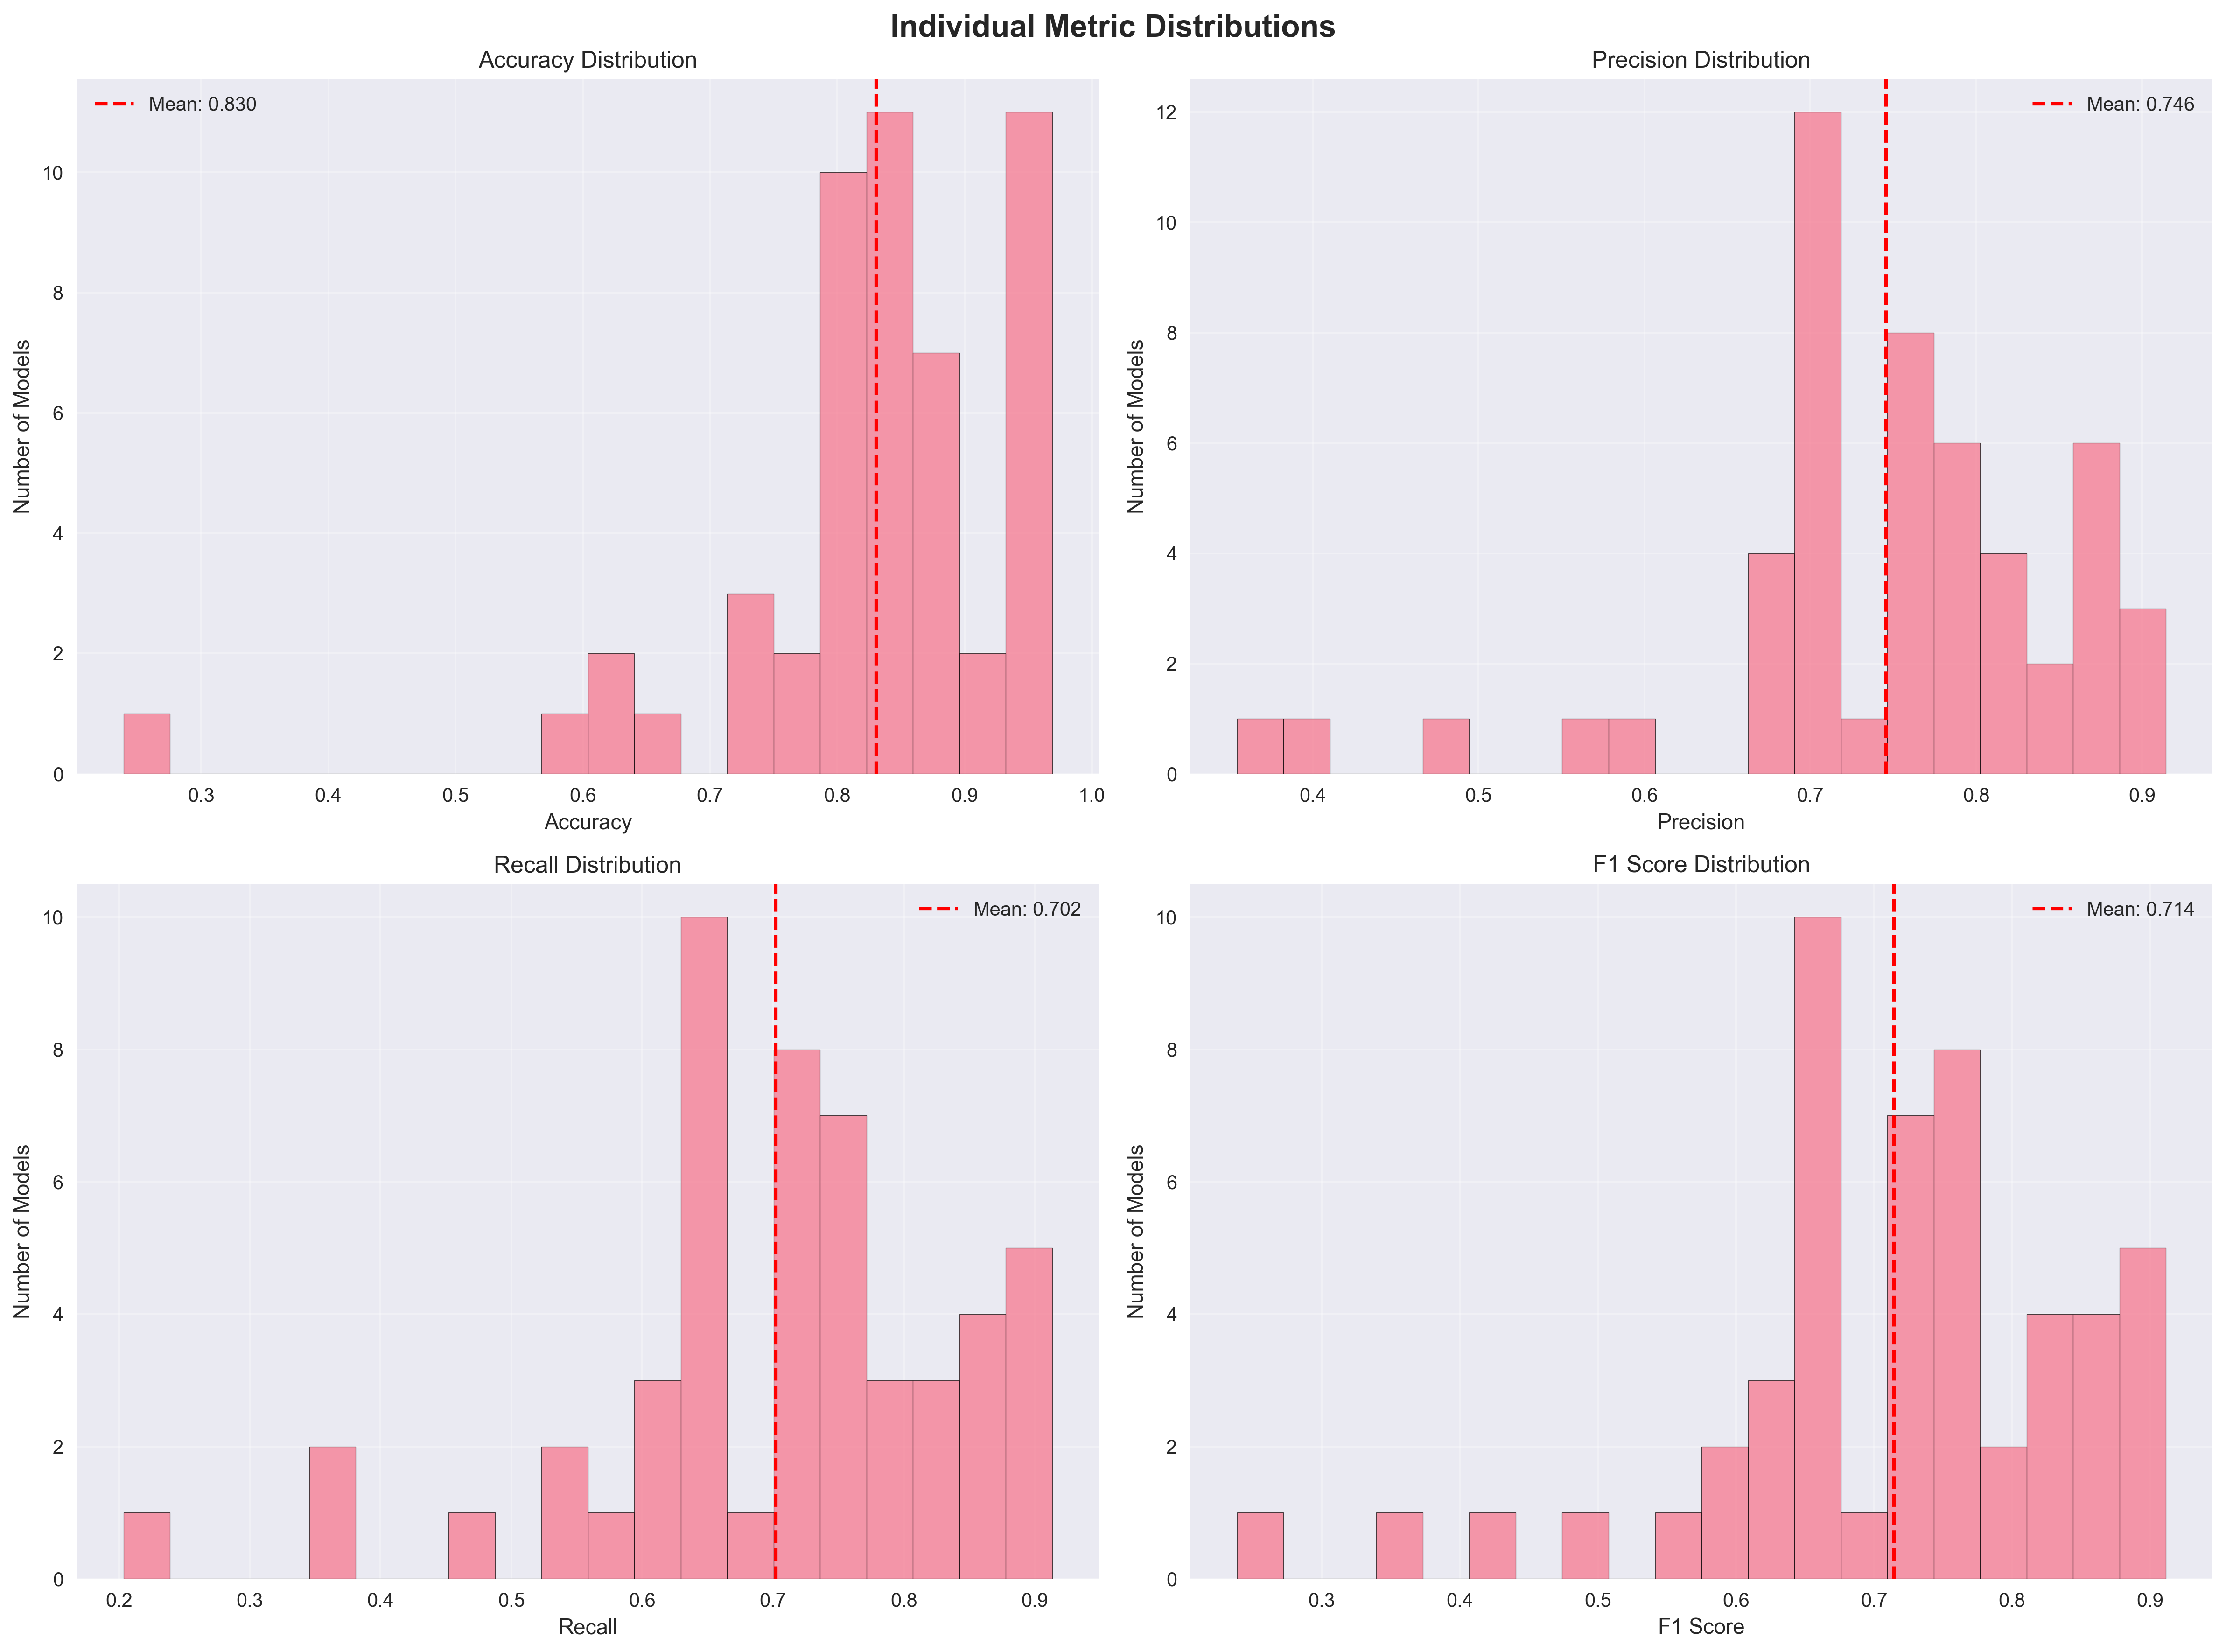 Individual Metric Distributions
Accuracy Distribution
Mean: 0.830
Number of Models
10
8
6
4
2
0
0.3 0.4 0.5 0.6 0.7 0.8 0.9 1.0
Accuracy
Precision Distribution
Mean: 0.746
Number of Models
12
10
8
6
4
2
0
0.4 0.5 0.6 0.7 0.8 0.9
Precision
Recall Distribution
Mean: 0.702
Number of Models
10
8
6
4
2
0
0.2 0.3 0.4 0.5 0.6 0.7 0.8 0.9
Recall
F1 Score Distribution
Mean: 0.714
Number of Models
10
8
6
4
2
0
0.3 0.4 0.5 0.6 0.7 0.8 0.9
F1 Score